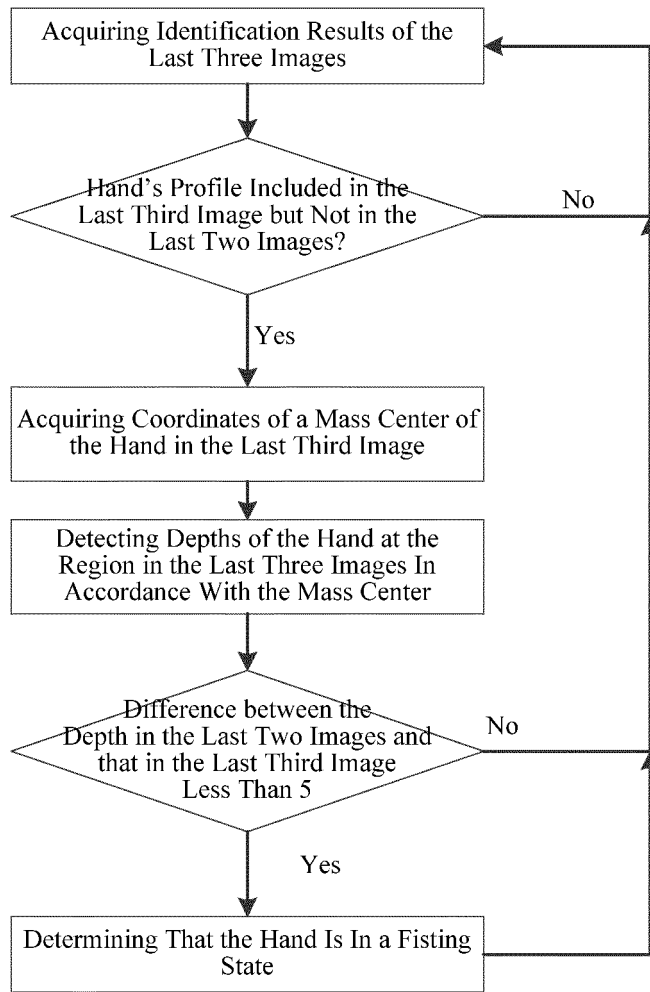 Acquiring Identification Results of the
Last Three Images
Hand's Profile Included in the
Last Third Image but Not in the
Last Two Images?
No
Yes
Acquiring Coordinates of a Mass Center of
the Hand in the Last Third Image
Detecting Depths of the Hand at the
Region in the Last Three Images In
Accordance With the Mass Center
Difference between the
Depth in the Last Two Images and
that in the Last Third Image
Less Than 5
No
Yes
Determining That the Hand Is In a Fisting
State